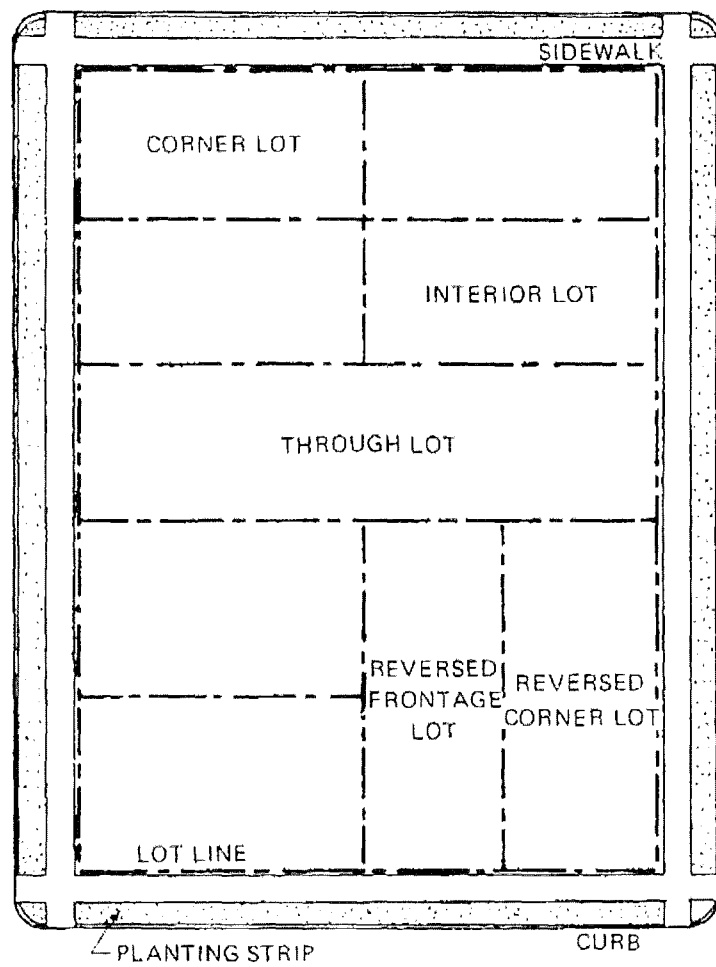 SIDEWALK
CORNER LOT
INTERIOR LOT
THROUGH LOT
REVERSED
FRONTAGE
LOT
REVERSED
CORNER LOT
LOT LINE
PLANTING STRIP
CURB